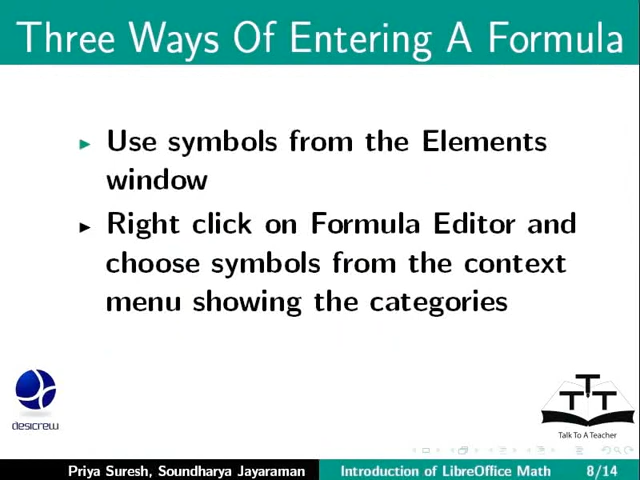 Three Ways Of Entering A Formula
Use symbols from the Elements
window
Right click on Formula Editor and
choose symbols from the context
menu showing the categories
desicrew
TTT
Talk To A Teacher
Priya Suresh, Soundharya Jayaraman
Introduction of LibreOffice Math
8/14